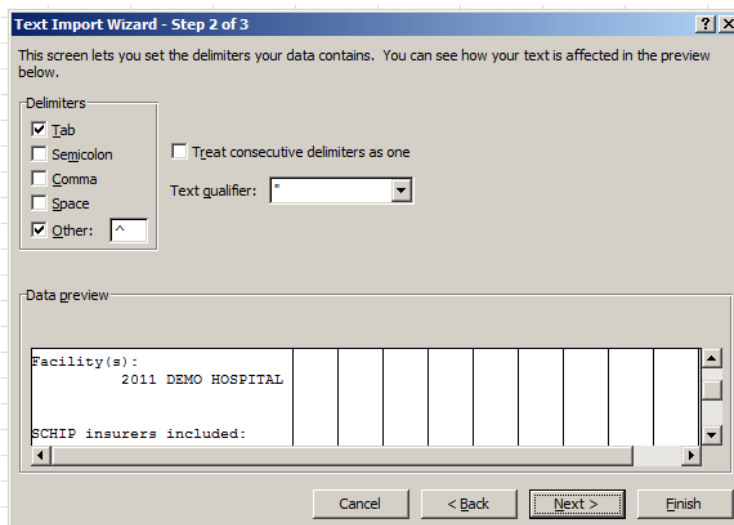 Text Import Wizard - Step 2 of 3
This screen lets you set the delimiters your data contains. You can see how your text is affected in the preview
below.
Delimiters
Tab
Semicolon
Comma
Space
Other: ^
Treat consecutive delimiters as one
Text qualifier: "
Data preview
Facility(s):
2011 DEMO HOSPITAL
SCHIP insurers included:
Cancel < Back Next > Finish